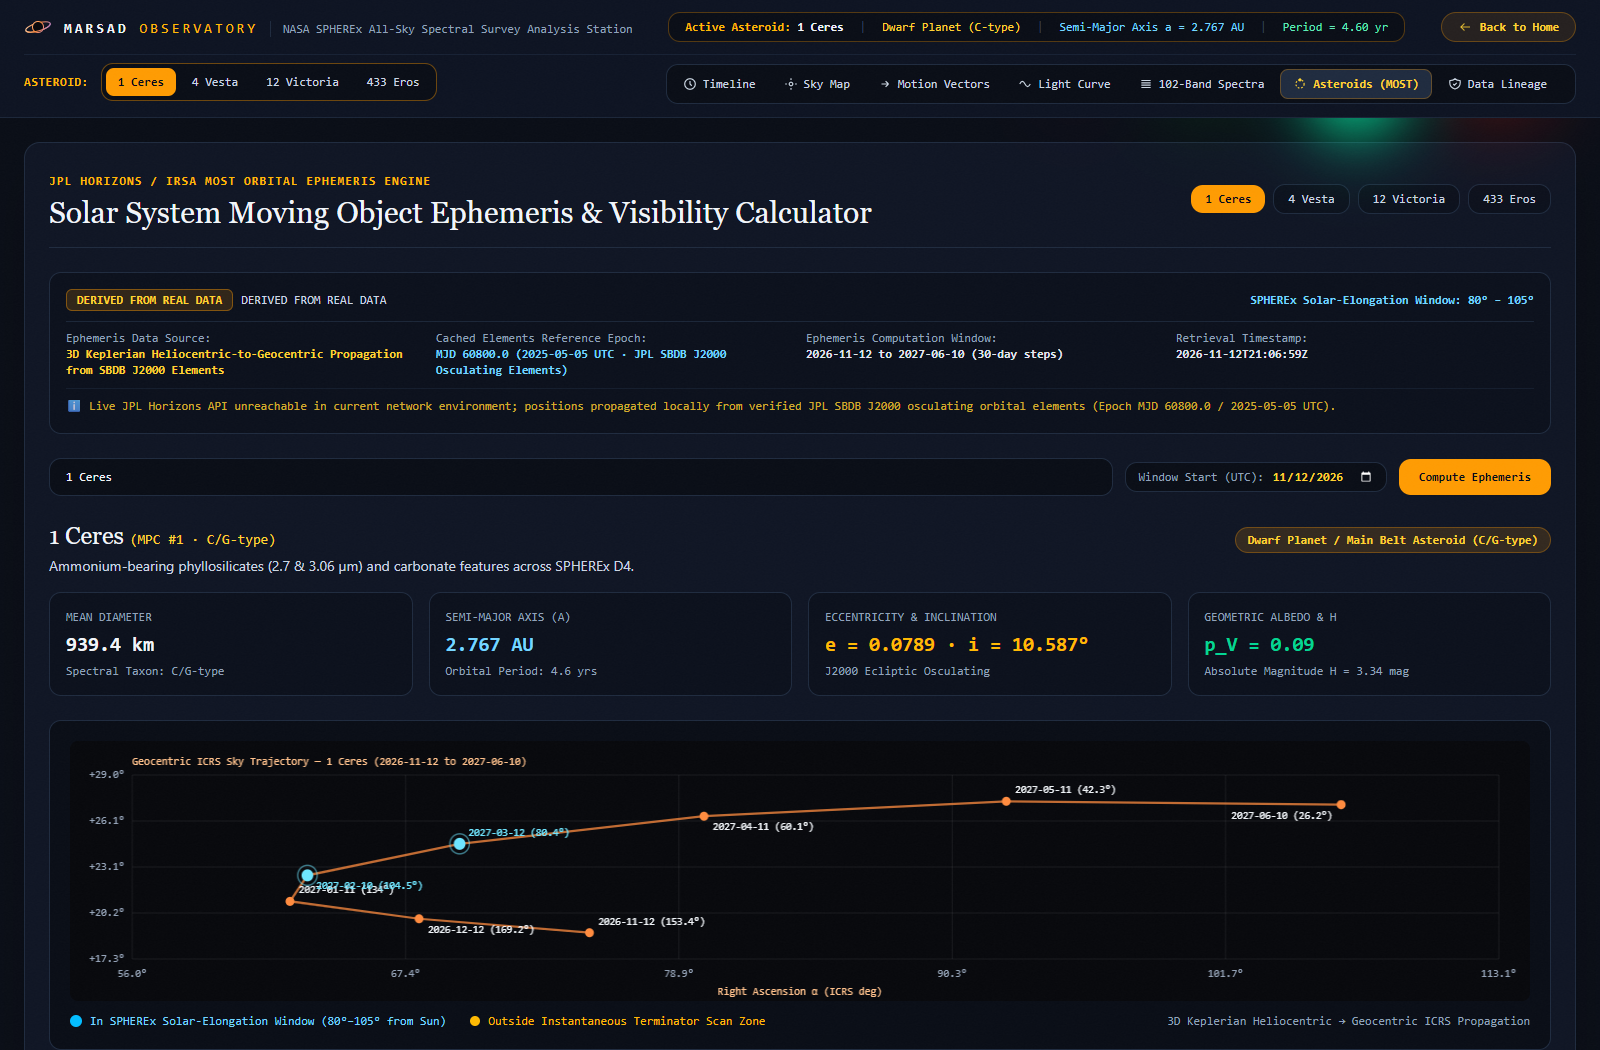 MARSAD OBSERVATORY
NASA SPHEREx All-Sky Spectral Survey Analysis Station
Active Asteroid: 1 Ceres | Dwarf Planet (C-type) | Semi-Major Axis a = 2.767 AU | Period = 4.60 yr
← Back to Home
ASTEROID: 1 Ceres 4 Vesta 12 Victoria 433 Eros
Timeline Sky Map Motion Vectors Light Curve 102-Band Spectra Asteroids (MOST) Data Lineage
JPL HORIZONS / IRSA MOST ORBITAL EPHEMERIS ENGINE
Solar System Moving Object Ephemeris & Visibility Calculator
1 Ceres 4 Vesta 12 Victoria 433 Eros
DERIVED FROM REAL DATA DERIVED FROM REAL DATA
SPHEREx Solar-Elongation Window: 80° – 105°
Ephemeris Data Source:
3D Keplerian Heliocentric-to-Geocentric Propagation
from SBDB J2000 Elements
Cached Elements Reference Epoch:
MJD 60800.0 (2025-05-05 UTC · JPL SBDB J2000
Osculating Elements)
Ephemeris Computation Window:
2026-11-12 to 2027-06-10 (30-day steps)
Retrieval Timestamp:
2026-11-12T21:06:59Z
Live JPL Horizons API unreachable in current network environment; positions propagated locally from verified JPL SBDB J2000 osculating orbital elements (Epoch MJD 60800.0 / 2025-05-05 UTC).
1 Ceres
Window Start (UTC): 11/12/2026
Compute Ephemeris
1 Ceres (MPC #1 · C/G-type)
Dwarf Planet / Main Belt Asteroid (C/G-type)
Ammonium-bearing phyllosilicates (2.7 & 3.06 µm) and carbonate features across SPHEREx D4.
MEAN DIAMETER
939.4 km
Spectral Taxon: C/G-type
SEMI-MAJOR AXIS (A)
2.767 AU
Orbital Period: 4.6 yrs
ECCENTRICITY & INCLINATION
e = 0.0789 · i = 10.587°
J2000 Ecliptic Osculating
GEOMETRIC ALBEDO & H
p_V = 0.09
Absolute Magnitude H = 3.34 mag
Geocentric ICRS Sky Trajectory — 1 Ceres (2026-11-12 to 2027-06-10)
+29.0°
2027-05-11 (42.3°)
2027-06-10 (26.2°)
+26.1°
2027-04-11 (60.1°)
2027-03-12 (80.4°)
+23.1°
2027-02-10 (104.5°)
2027-01-11 (134°)
+20.2°
2026-11-12 (153.4°)
2026-12-12 (169.2°)
+17.3°
56.0° 67.4° 78.9° 90.3° 101.7° 113.1°
Right Ascension α (ICRS deg)
In SPHEREx Solar-Elongation Window (80°–105° from Sun) Outside Instantaneous Terminator Scan Zone
3D Keplerian Heliocentric → Geocentric ICRS Propagation